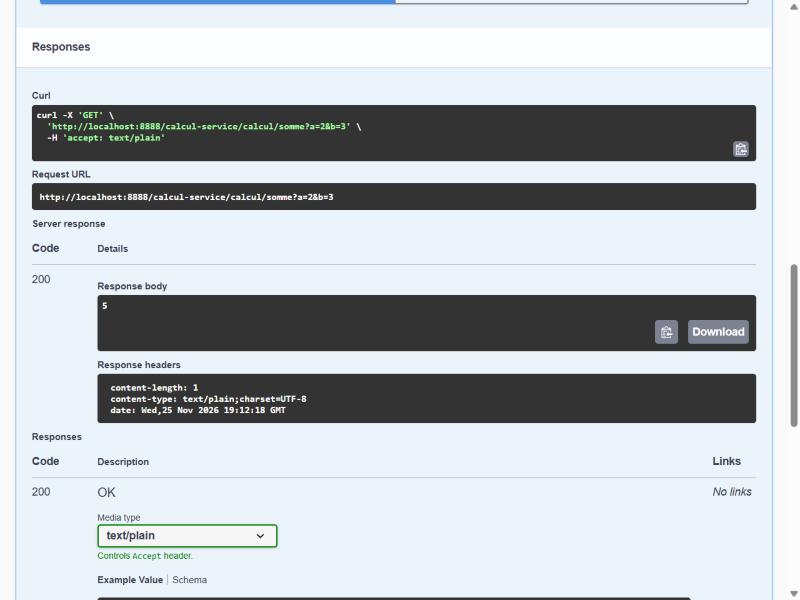 Responses
Curl
curl -X 'GET' \
'http://localhost:8888/calcul-service/calcul/somme?a=2&b=3' \
-H 'accept: text/plain'
Request URL
http://localhost:8888/calcul-service/calcul/somme?a=2&b=3
Server response
Code Details
200
Response body
5
Download
Response headers
content-length: 1
content-type: text/plain;charset=UTF-8
date: Wed,25 Nov 2026 19:12:18 GMT
Responses
Code Description Links
200 OK No links
Media type
text/plain
Controls Accept header.
Example Value Schema